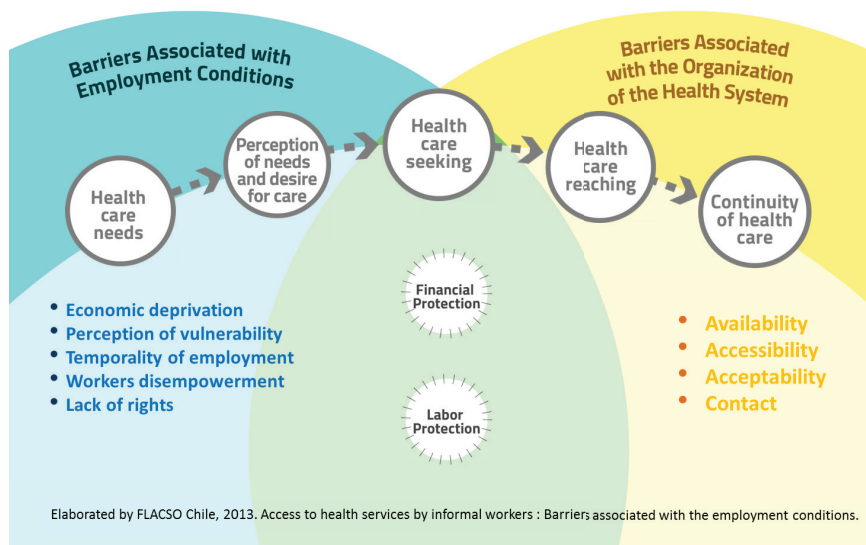 Barriers Associated with
Employment Conditions
Barriers Associated
with the Organization
of the Health System
Health
care
needs
Perception
of needs
and desire
for care
Health
care
seeking
Health
care
reaching
Continuity
of health
care
• Economic deprivation
• Perception of vulnerability
• Temporality of employment
• Workers disempowerment
• Lack of rights
Financial
Protection
Labor
Protection
• Availability
• Accessibility
• Acceptability
• Contact
Elaborated by FLACSO Chile, 2013. Access to health services by informal workers : Barriers associated with the employment conditions.